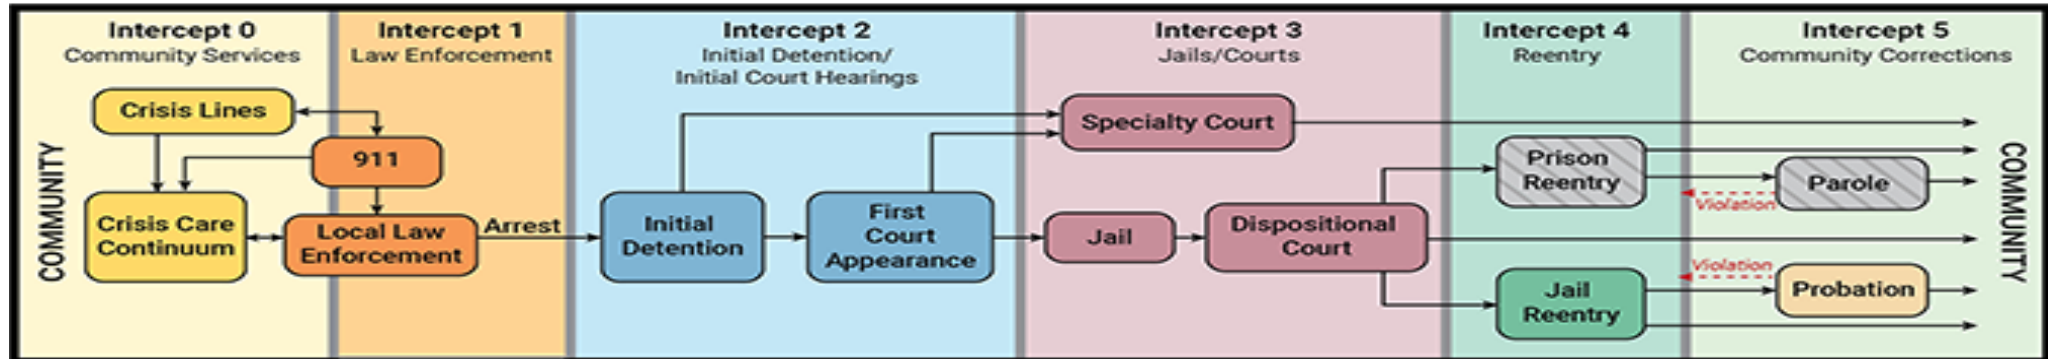 Intercept 0
Community Services
Intercept 1
Law Enforcement
Intercept 2
Initial Detention/
Initial Court Hearings
Intercept 3
Jails/Courts
Intercept 4
Reentry
Intercept 5
Community Corrections
COMMUNITY
Crisis Lines
911
Crisis Care
Continuum
Local Law
Enforcement
Arrest
Initial
Detention
First
Court
Appearance
Specialty Court
Jail
Dispositional
Court
Prison
Reentry
Parole
Violation
Violation
Jail
Reentry
Probation
COMMUNITY